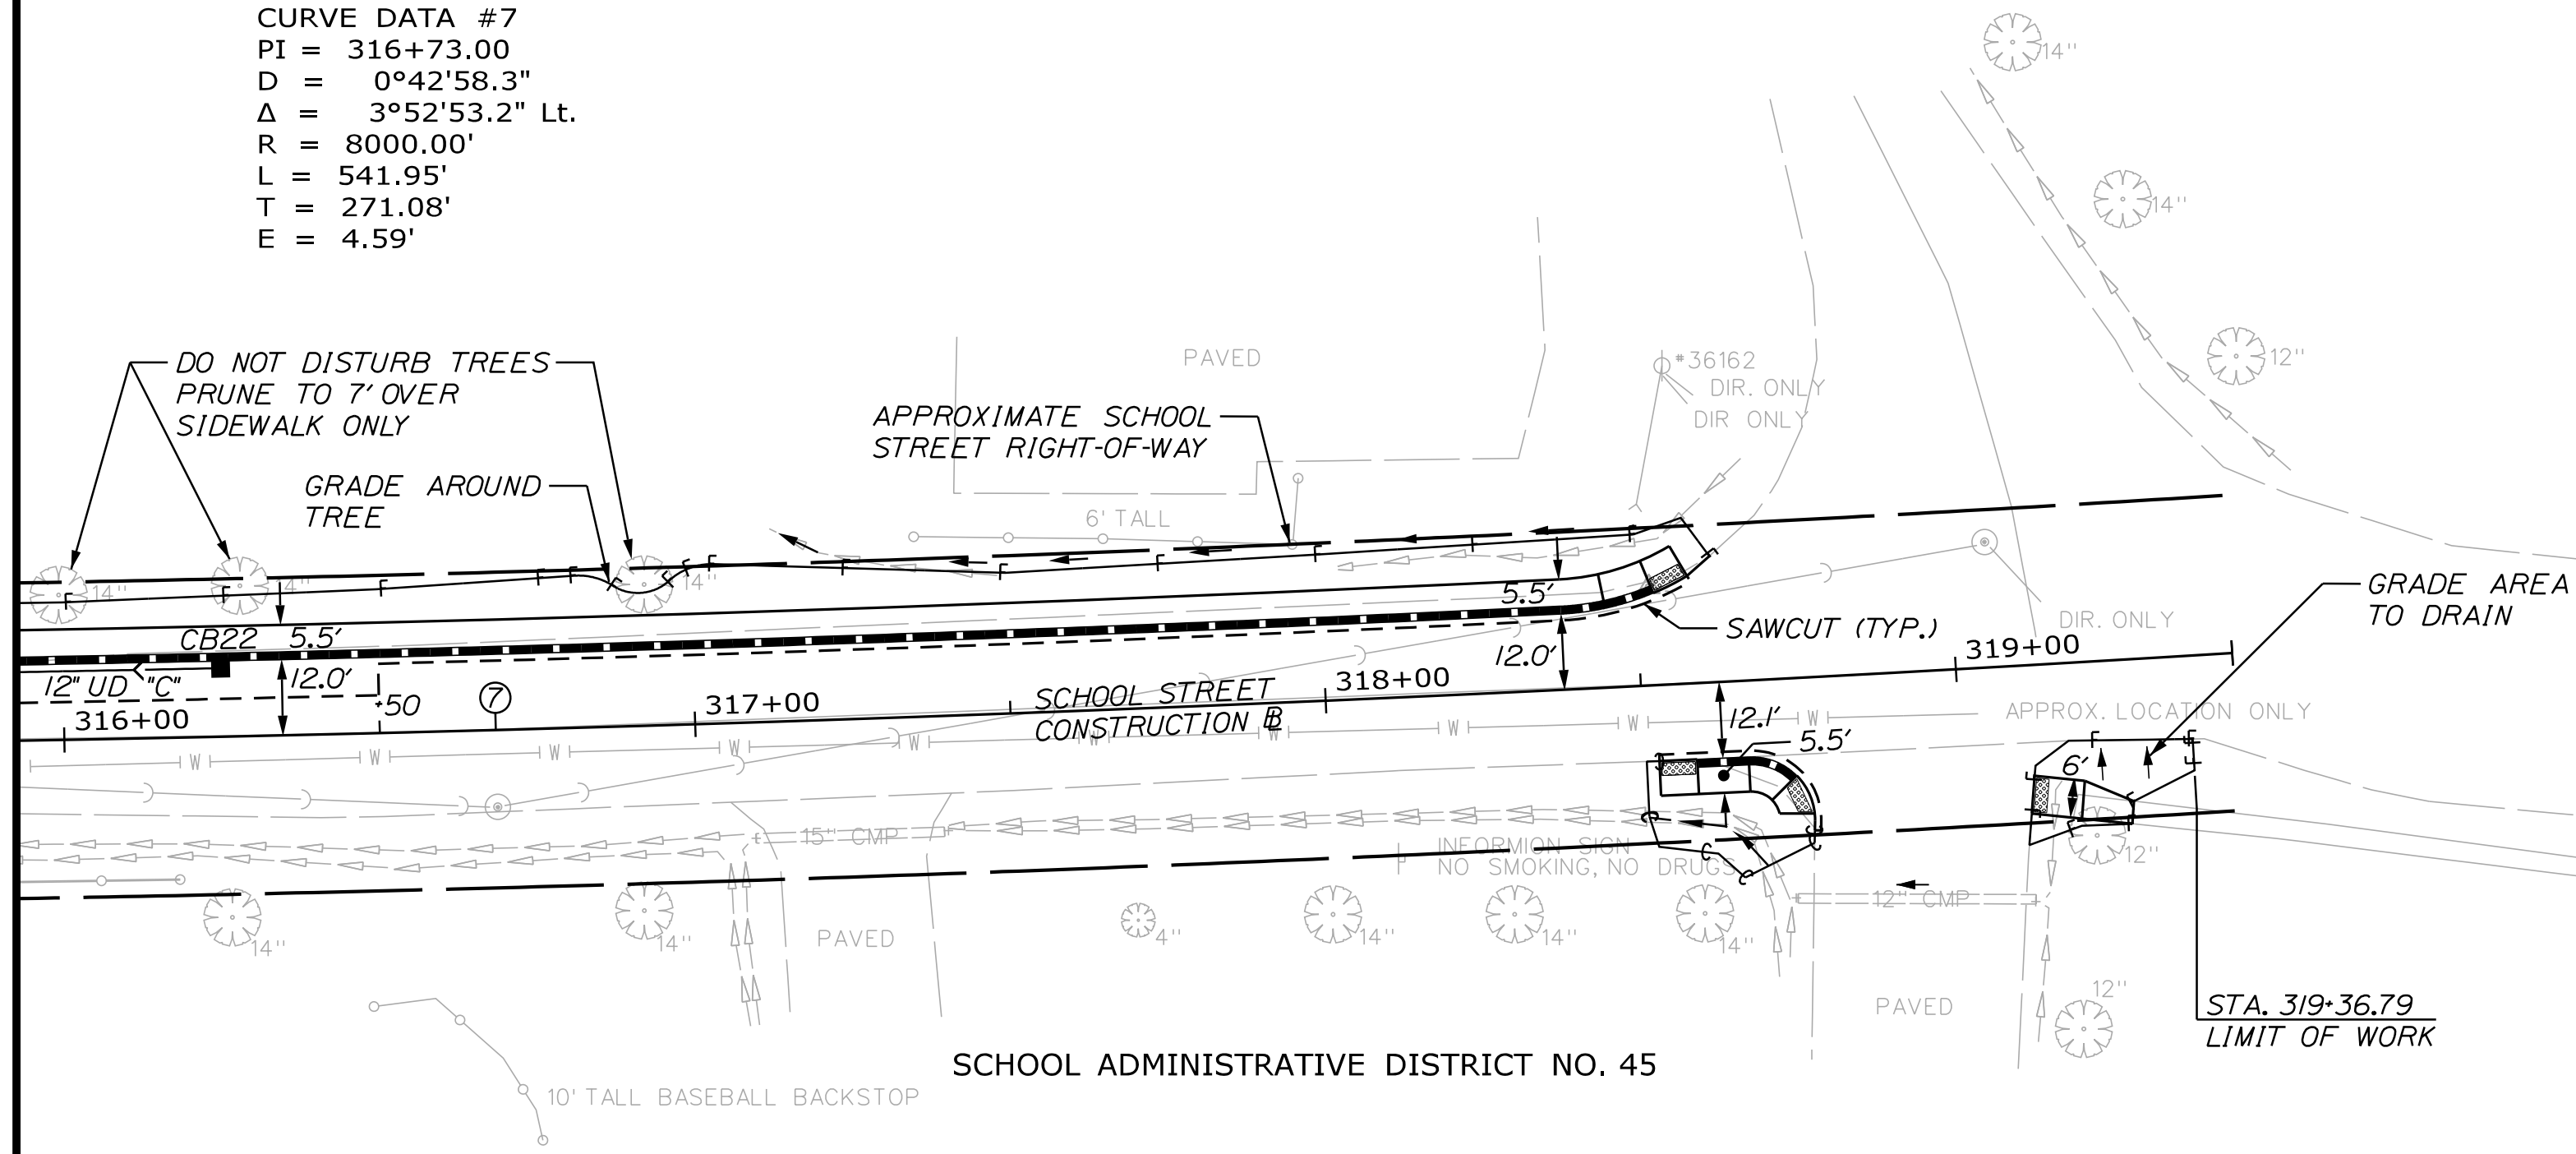 CURVE DATA #7
PI = 316+73.00
D = 0°42'58.3"
Δ = 3°52'53.2" Lt.
R = 8000.00'
L = 541.95'
T = 271.08'
E = 4.59'
14"
14"
12"
DO NOT DISTURB TREES
PRUNE TO 7' OVER
SIDEWALK ONLY
GRADE AROUND
TREE
PAVED
#36162
DIR. ONLY
DIR ONLY
APPROXIMATE SCHOOL
STREET RIGHT-OF-WAY
6' TALL
14"
14"
14"
CB22
5.5'
12.0'
12" UD "C"
316+00
+50
7
317+00
SCHOOL STREET
CONSTRUCTION
318+00
5.5'
12.0'
SAWCUT (TYP.)
319+00
DIR. ONLY
GRADE AREA
TO DRAIN
APPROX. LOCATION ONLY
W
W
W
W
W
W
W
W
W
W
12.1'
5.5'
6'
15" CMP
INFORMION SIGN
NO SMOKING, NO DRUGS
12" CMP
12"
14"
14"
PAVED
4"
14"
14"
14"
PAVED
12"
STA. 319+36.79
LIMIT OF WORK
SCHOOL ADMINISTRATIVE DISTRICT NO. 45
10' TALL BASEBALL BACKSTOP